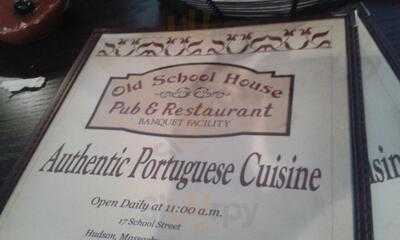 Old School House
Pub & Restaurant
BANQUET FACILITY
Authentic Portuguese Cuisine
Open Daily at 11:00 a.m.
17 School Street
Hudson,